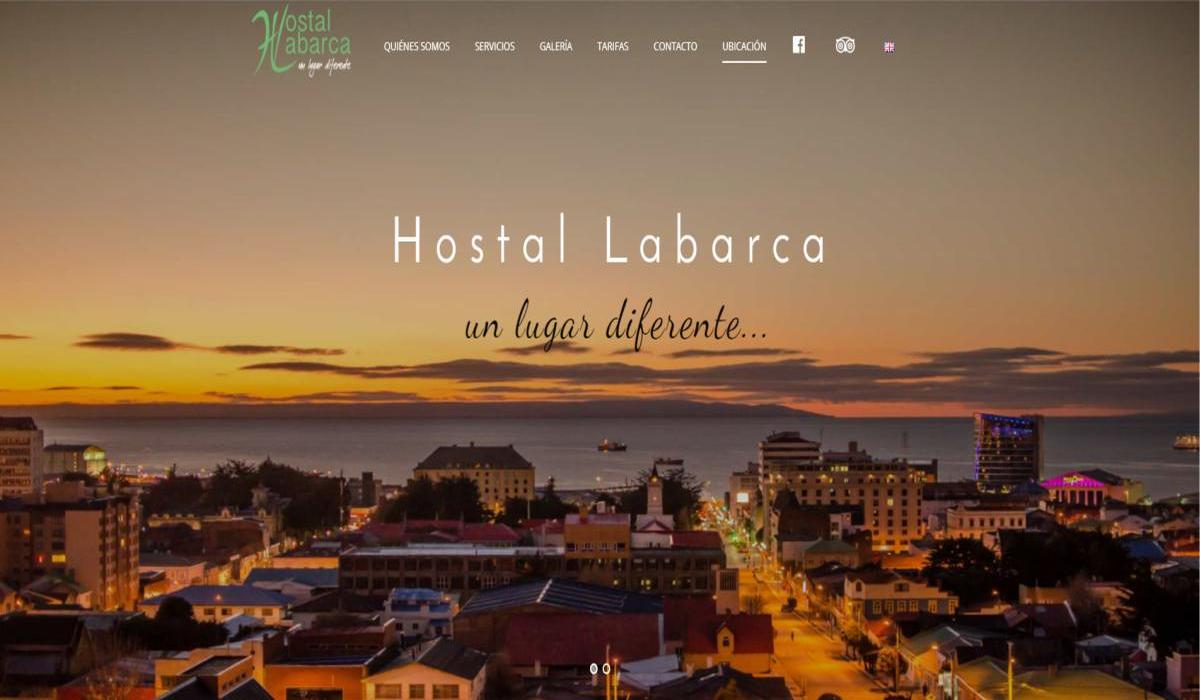 Hostal
Labarca
un lugar diferente
QUIÉNES SOMOS SERVICIOS GALERÍA TARIFAS CONTACTO UBICACIÓN
Hostal Labarca
un lugar diferente...